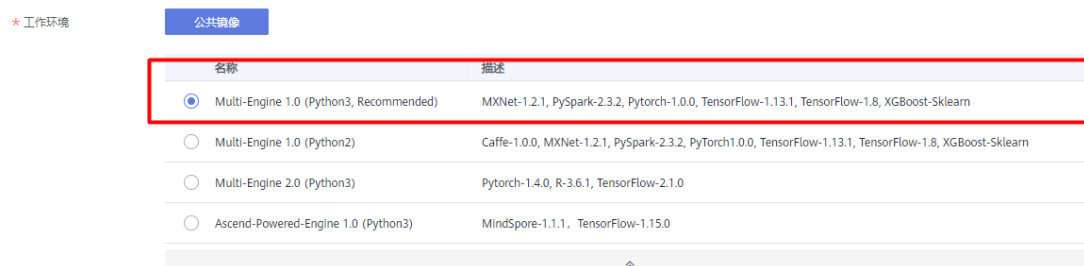 * 工作环境 公共镜像
名称 描述
Multi-Engine 1.0 (Python3, Recommended) MXNet-1.2.1, PySpark-2.3.2, Pytorch-1.0.0, TensorFlow-1.13.1, TensorFlow-1.8, XGBoost-Sklearn
Multi-Engine 1.0 (Python2) Caffe-1.0.0, MXNet-1.2.1, PySpark-2.3.2, PyTorch1.0.0, TensorFlow-1.13.1, TensorFlow-1.8, XGBoost-Sklearn
Multi-Engine 2.0 (Python3) Pytorch-1.4.0, R-3.6.1, TensorFlow-2.1.0
Ascend-Powered-Engine 1.0 (Python3) MindSpore-1.1.1，TensorFlow-1.15.0